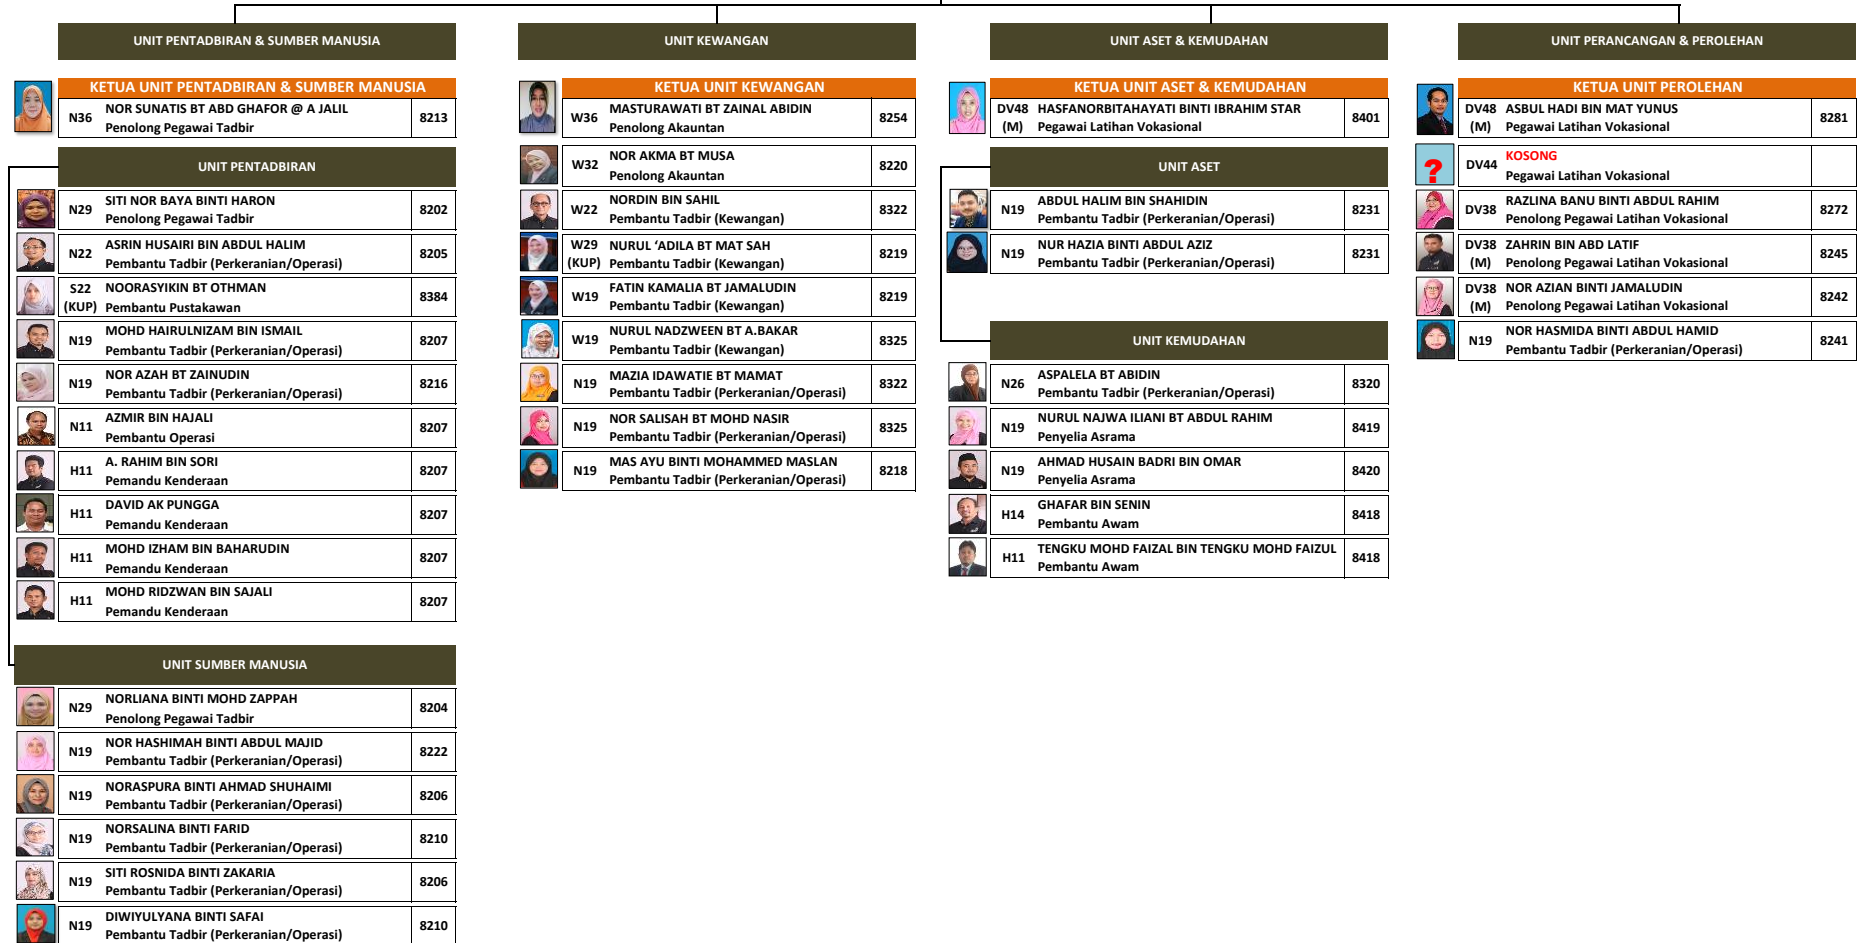 UNIT PENTADBIRAN & SUMBER MANUSIA
KETUA UNIT PENTADBIRAN & SUMBER MANUSIA
N36 NOR SUNATIS BT ABD GHAFOR @ A JALIL 8213
Penolong Pegawai Tadbir
UNIT PENTADBIRAN
N29 SITI NOR BAYA BINTI HARON 8202
Penolong Pegawai Tadbir
N22 ASRIN HUSAIRI BIN ABDUL HALIM 8205
Pembantu Tadbir (Perkeranian/Operasi)
S22 NOORASYIKIN BT OTHMAN 8384
(KUP) Pembantu Pustakawan
N19 MOHD HAIRULNIZAM BIN ISMAIL 8207
Pembantu Tadbir (Perkeranian/Operasi)
N19 NOR AZAH BT ZAINUDIN 8216
Pembantu Tadbir (Perkeranian/Operasi)
N11 AZMIR BIN HAJALI 8207
Pembantu Operasi
H11 A. RAHIM BIN SORI 8207
Pemandu Kenderaan
H11 DAVID AK PUNGGA 8207
Pemandu Kenderaan
H11 MOHD IZHAM BIN BAHARUDIN 8207
Pemandu Kenderaan
H11 MOHD RIDZWAN BIN SAJALI 8207
Pemandu Kenderaan
UNIT SUMBER MANUSIA
N29 NORLIANA BINTI MOHD ZAPPAH 8204
Penolong Pegawai Tadbir
N19 NOR HASHIMAH BINTI ABDUL MAJID 8222
Pembantu Tadbir (Perkeranian/Operasi)
N19 NORASPURA BINTI AHMAD SHUHAIMI 8206
Pembantu Tadbir (Perkeranian/Operasi)
N19 NORSALINA BINTI FARID 8210
Pembantu Tadbir (Perkeranian/Operasi)
N19 SITI ROSNIDA BINTI ZAKARIA 8206
Pembantu Tadbir (Perkeranian/Operasi)
N19 DIWIYULYANA BINTI SAFAI 8210
Pembantu Tadbir (Perkeranian/Operasi)
UNIT KEWANGAN
KETUA UNIT KEWANGAN
W36 MASTURAWATI BT ZAINAL ABIDIN 8254
Penolong Akauntan
W32 NOR AKMA BT MUSA 8220
Penolong Akauntan
W22 NORDIN BIN SAHIL 8322
Pembantu Tadbir (Kewangan)
W29 NURUL ‘ADILA BT MAT SAH 8219
(KUP) Pembantu Tadbir (Kewangan)
W19 FATIN KAMALIA BT JAMALUDIN 8219
Pembantu Tadbir (Kewangan)
W19 NURUL NADZWEEN BT A.BAKAR 8325
Pembantu Tadbir (Kewangan)
N19 MAZIA IDAWATIE BT MAMAT 8322
Pembantu Tadbir (Perkeranian/Operasi)
N19 NOR SALISAH BT MOHD NASIR 8325
Pembantu Tadbir (Perkeranian/Operasi)
N19 MAS AYU BINTI MOHAMMED MASLAN 8218
Pembantu Tadbir (Perkeranian/Operasi)
UNIT ASET & KEMUDAHAN
KETUA UNIT ASET & KEMUDAHAN
DV48 HASFANORBITAHAYATI BINTI IBRAHIM STAR 8401
(M) Pegawai Latihan Vokasional
UNIT ASET
N19 ABDUL HALIM BIN SHAHIDIN 8231
Pembantu Tadbir (Perkeranian/Operasi)
N19 NUR HAZIA BINTI ABDUL AZIZ 8231
Pembantu Tadbir (Perkeranian/Operasi)
UNIT KEMUDAHAN
N26 ASPALELA BT ABIDIN 8320
Pembantu Tadbir (Perkeranian/Operasi)
N19 NURUL NAJWA ILIANI BT ABDUL RAHIM 8419
Penyelia Asrama
N19 AHMAD HUSAIN BADRI BIN OMAR 8420
Penyelia Asrama
H14 GHAFAR BIN SENIN 8418
Pembantu Awam
H11 TENGKU MOHD FAIZAL BIN TENGKU MOHD FAIZUL 8418
Pembantu Awam
UNIT PERANCANGAN & PEROLEHAN
KETUA UNIT PEROLEHAN
DV48 ASBUL HADI BIN MAT YUNUS 8281
(M) Pegawai Latihan Vokasional
? DV44 KOSONG
Pegawai Latihan Vokasional
DV38 RAZLINA BANU BINTI ABDUL RAHIM 8272
Penolong Pegawai Latihan Vokasional
DV38 ZAHRIN BIN ABD LATIF 8245
(M) Penolong Pegawai Latihan Vokasional
DV38 NOR AZIAN BINTI JAMALUDIN 8242
(M) Penolong Pegawai Latihan Vokasional
N19 NOR HASMIDA BINTI ABDUL HAMID 8241
Pembantu Tadbir (Perkeranian/Operasi)